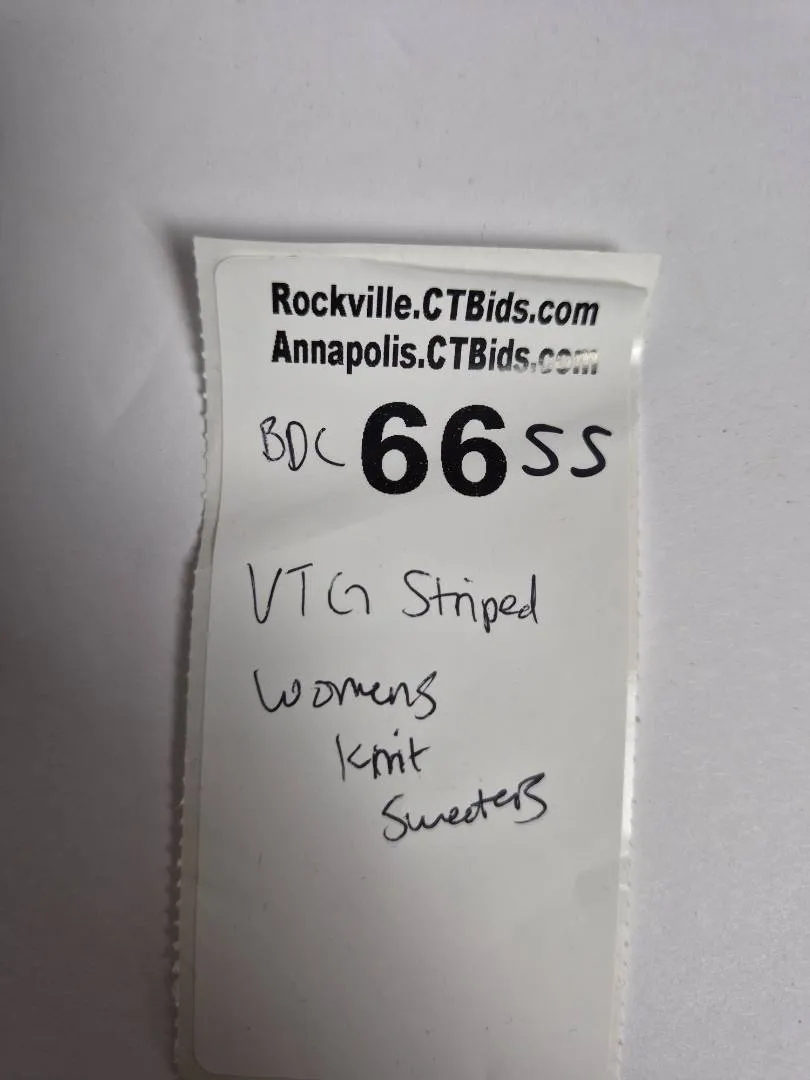 Rockville.CTBids.com
Annapolis.CTBids.com
BDC 66 SS
VTG Striped
Womens
Knit
Sweaters